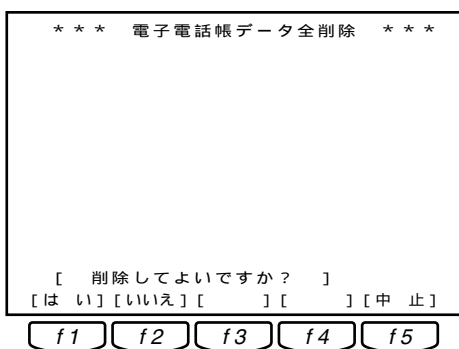 ＊＊＊ 電子電話帳データ全削除 ＊＊＊
［ 削除してよいですか？ ］
［は い］［いいえ］［ ］［ ］［中 止］
f1 f2 f3 f4 f5